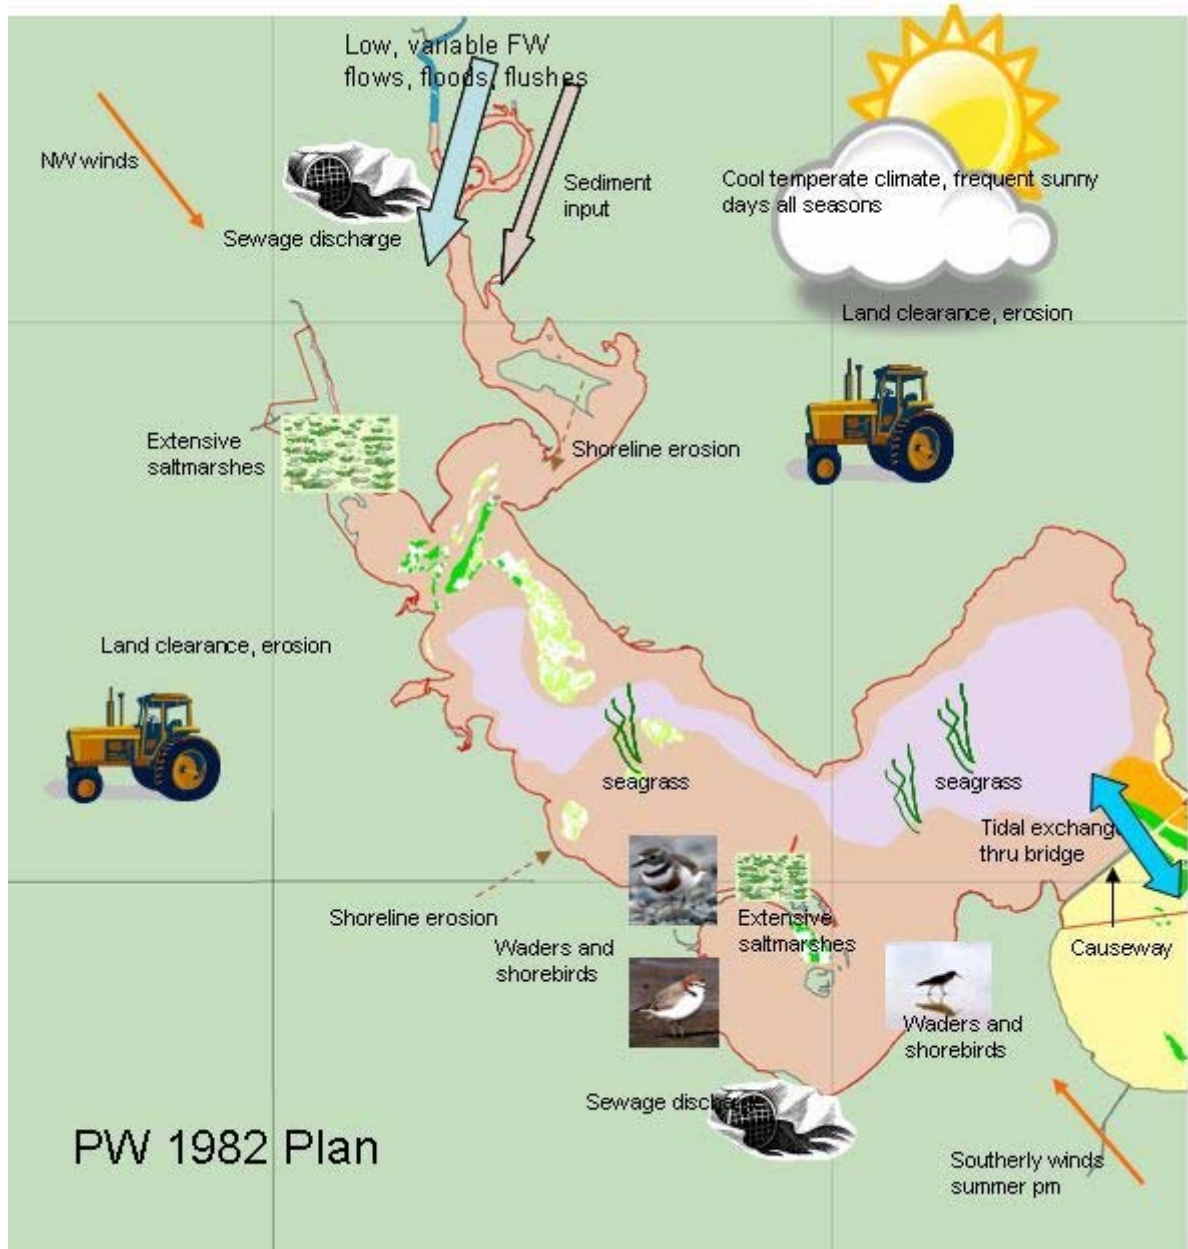 Low, variable FW
flows, floods, flushes
NW winds
Sediment
input
Cool temperate climate, frequent sunny
days all seasons
Sewage discharge
Land clearance, erosion
Extensive
saltmarshes
Shoreline erosion
Land clearance, erosion
seagrass
seagrass
Tidal exchange
thru bridge
Shoreline erosion
Extensive
saltmarshes
Waders and
shorebirds
Causeway
Waders and
shorebirds
Sewage discharge
PW 1982 Plan
Southerly winds
summer pm